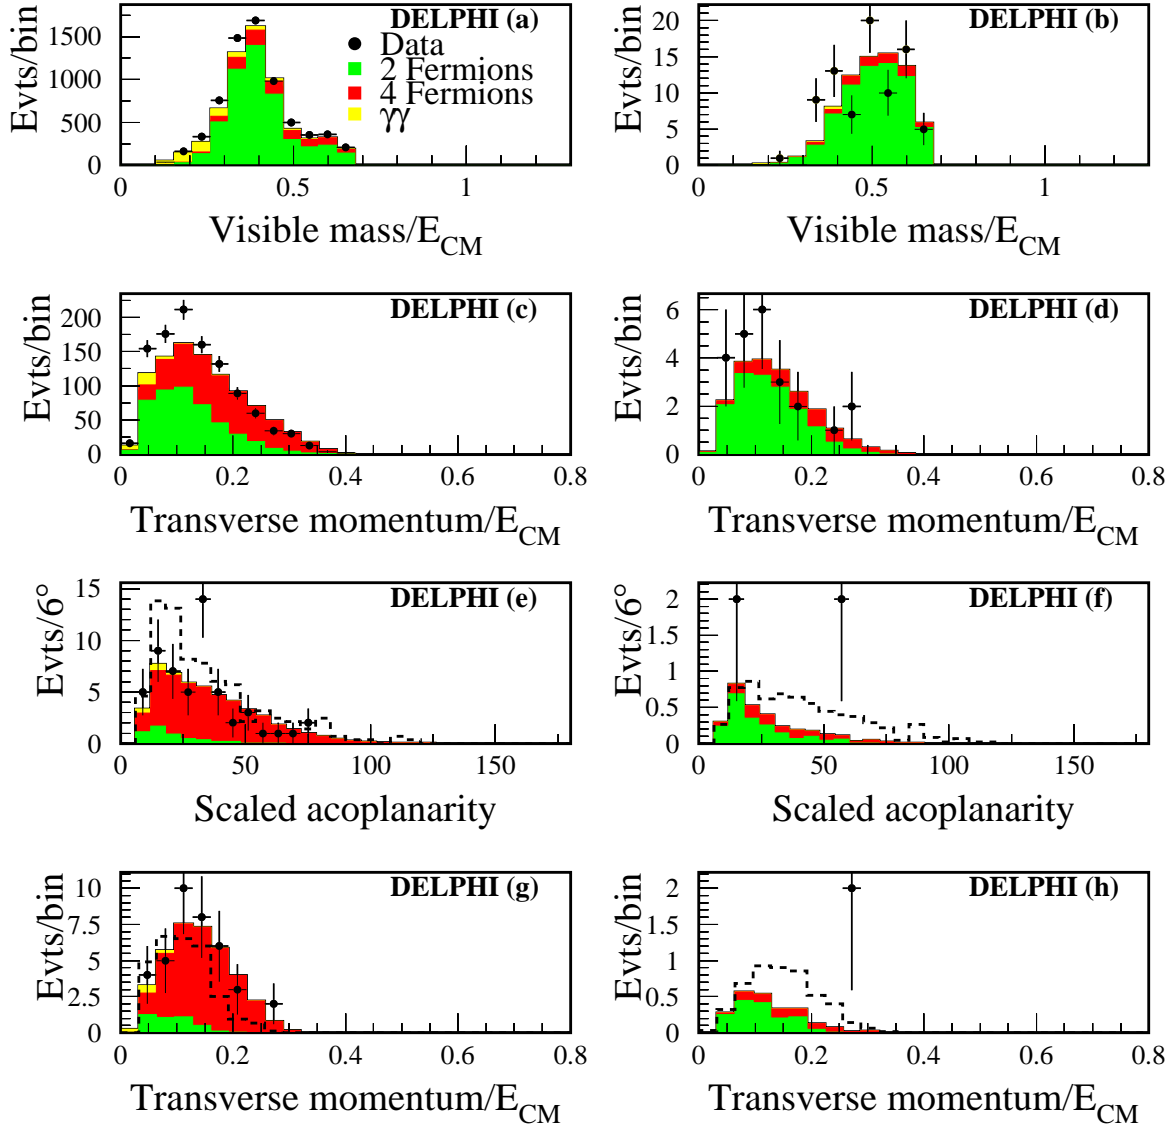 Evts/bin
DELPHI (a)
1500
1000
500
0
Data
2 Fermions
4 Fermions
γγ
0 0.5 1
Visible mass/E_CM
Evts/bin
DELPHI (b)
20
15
10
5
0
0 0.5 1
Visible mass/E_CM
Evts/bin
DELPHI (c)
200
150
100
50
0
0 0.2 0.4 0.6 0.8
Transverse momentum/E_CM
Evts/bin
DELPHI (d)
6
4
2
0
0 0.2 0.4 0.6 0.8
Transverse momentum/E_CM
Evts/6°
DELPHI (e)
15
10
5
0
0 50 100 150
Scaled acoplanarity
Evts/6°
DELPHI (f)
2
1.5
1
0.5
0
0 50 100 150
Scaled acoplanarity
Evts/bin
DELPHI (g)
10
7.5
5
2.5
0
0 0.2 0.4 0.6 0.8
Transverse momentum/E_CM
Evts/bin
DELPHI (h)
2
1.5
1
0.5
0
0 0.2 0.4 0.6 0.8
Transverse momentum/E_CM